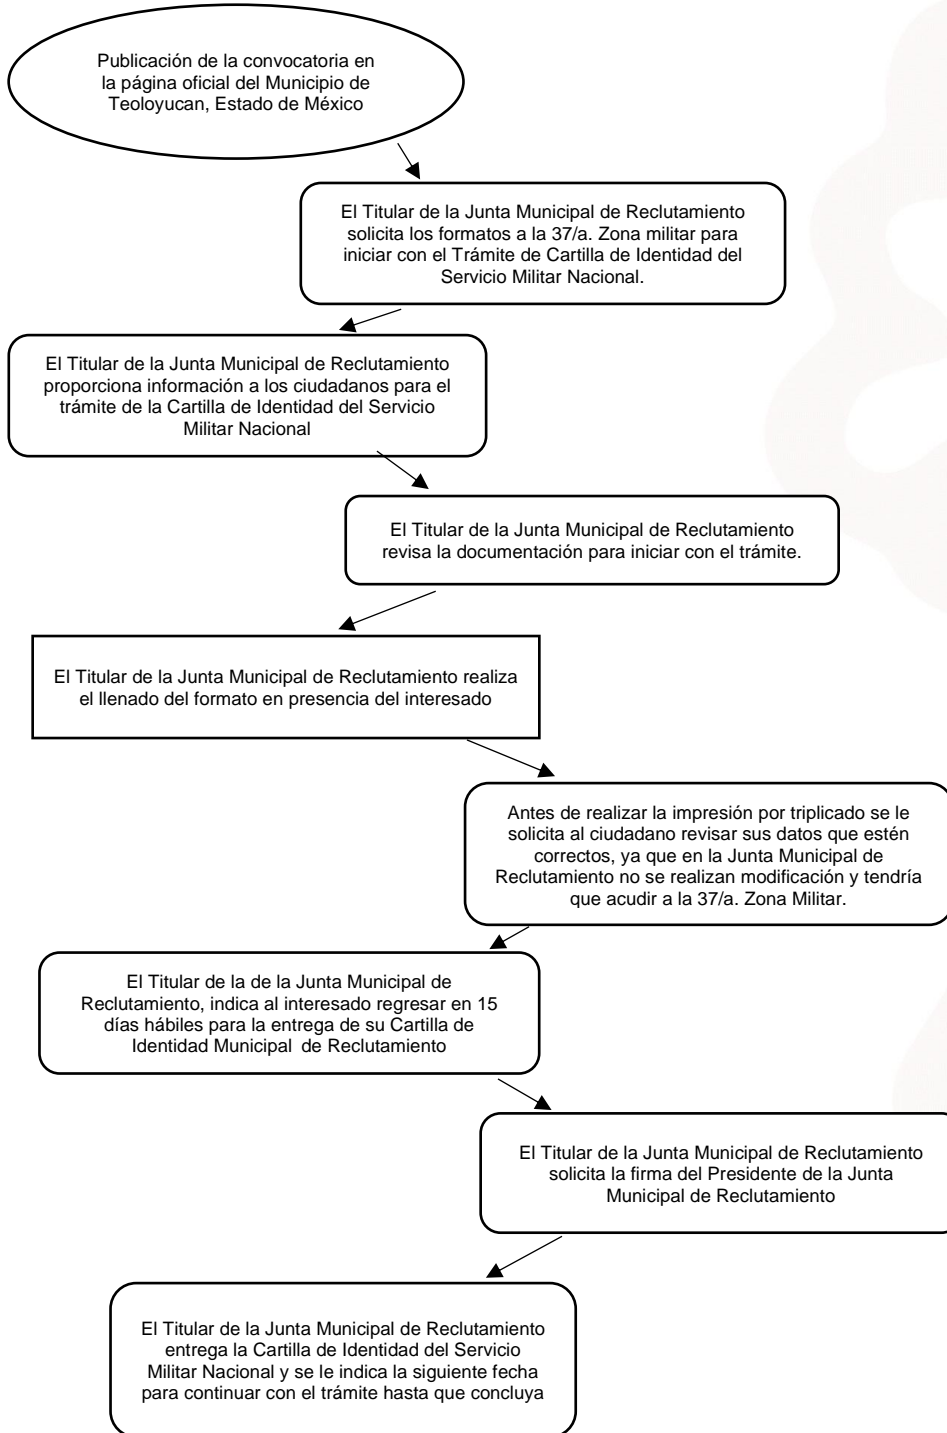 Publicación de la convocatoria en
la página oficial del Municipio de
Teoloyucan, Estado de México
El Titular de la Junta Municipal de Reclutamiento
solicita los formatos a la 37/a. Zona militar para
iniciar con el Trámite de Cartilla de Identidad del
Servicio Militar Nacional.
El Titular de la Junta Municipal de Reclutamiento
proporciona información a los ciudadanos para el
trámite de la Cartilla de Identidad del Servicio
Militar Nacional
El Titular de la Junta Municipal de Reclutamiento
revisa la documentación para iniciar con el trámite.
El Titular de la Junta Municipal de Reclutamiento realiza
el llenado del formato en presencia del interesado
Antes de realizar la impresión por triplicado se le
solicita al ciudadano revisar sus datos que estén
correctos, ya que en la Junta Municipal de
Reclutamiento no se realizan modificación y tendría
que acudir a la 37/a. Zona Militar.
El Titular de la de la Junta Municipal de
Reclutamiento, indica al interesado regresar en 15
días hábiles para la entrega de su Cartilla de
Identidad Municipal  de Reclutamiento
El Titular de la Junta Municipal de Reclutamiento
solicita la firma del Presidente de la Junta
Municipal de Reclutamiento
El Titular de la Junta Municipal de Reclutamiento
entrega la Cartilla de Identidad del Servicio
Militar Nacional y se le indica la siguiente fecha
para continuar con el trámite hasta que concluya